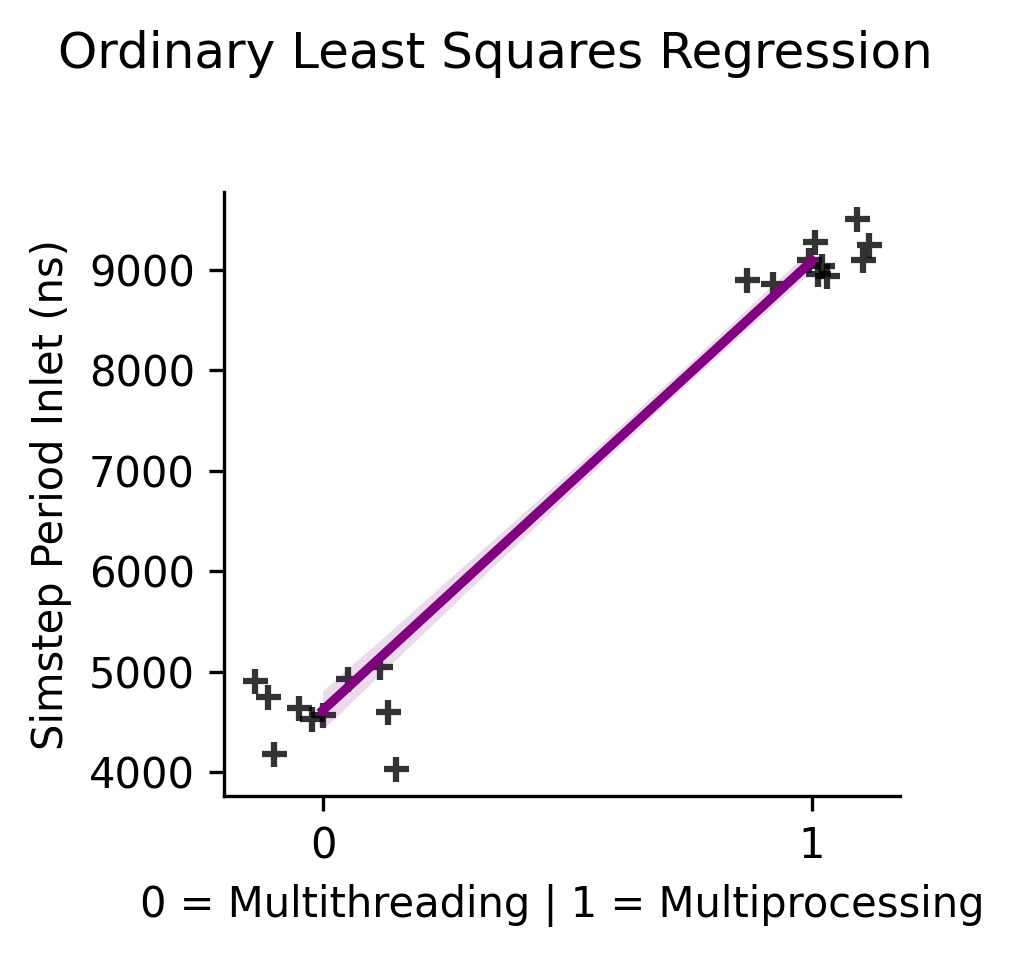 Ordinary Least Squares Regression
Simstep Period Inlet (ns)
9000
8000
7000
6000
5000
4000
0 1
0 = Multithreading | 1 = Multiprocessing